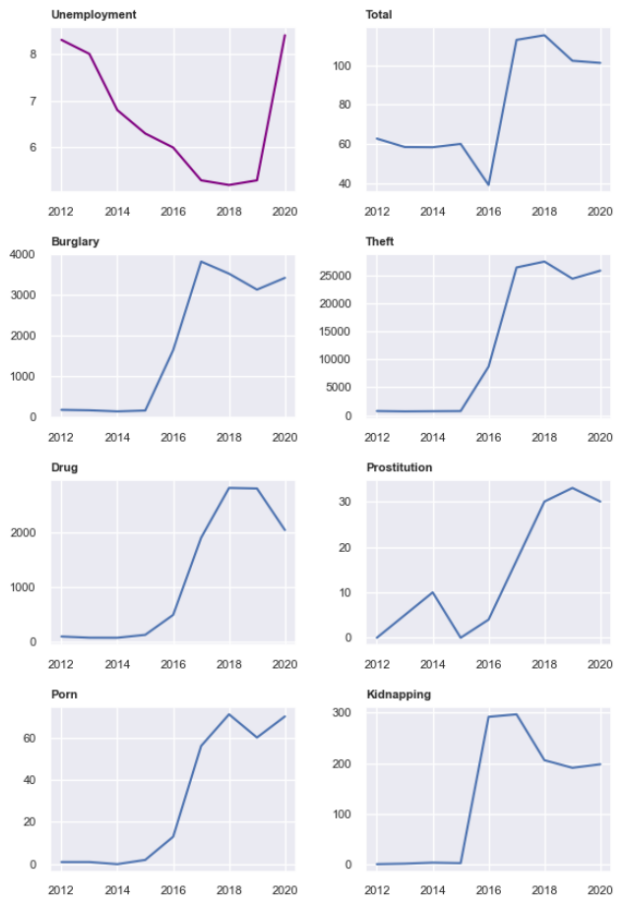 Unemployment Total
8 100
7 80
6 60
40
2012 2014 2016 2018 2020 2012 2014 2016 2018 2020
Burglary Theft
4000 25000
3000 20000
2000 15000
1000 10000
0 5000
0
2012 2014 2016 2018 2020 2012 2014 2016 2018 2020
Drug Prostitution
2000 30
1000 20
0 10
0
2012 2014 2016 2018 2020 2012 2014 2016 2018 2020
Porn Kidnapping
60 300
40 200
20 100
0 0
2012 2014 2016 2018 2020 2012 2014 2016 2018 2020